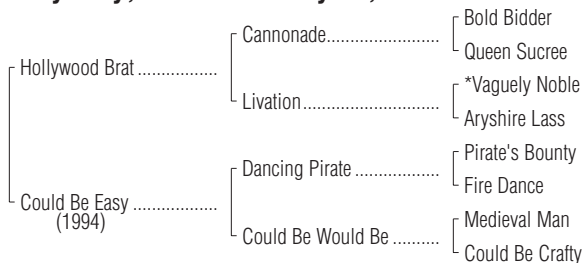 Bold Bidder
Cannonade..............................
Queen Sucree
Hollywood Brat ..................
*Vaguely Noble
Livation....................................
Aryshire Lass
Pirate's Bounty
Dancing Pirate ......................
Fire Dance
Could Be Easy ...................
(1994)
Medieval Man
Could Be Would Be ............
Could Be Crafty